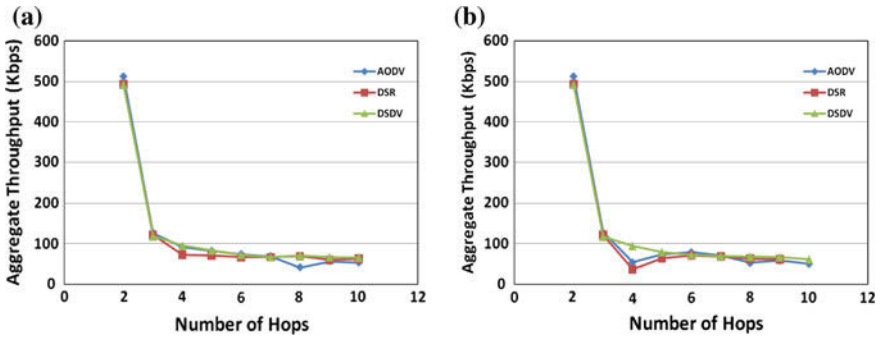 (a)
Aggregate Throughput (Kbps)
600
500
400
300
200
100
0
0 2 4 6 8 10 12
Number of Hops
AODV
DSR
DSDV
(b)
Aggregate Throughput (Kbps)
600
500
400
300
200
100
0
0 2 4 6 8 10 12
Number of Hops
AODV
DSR
DSDV